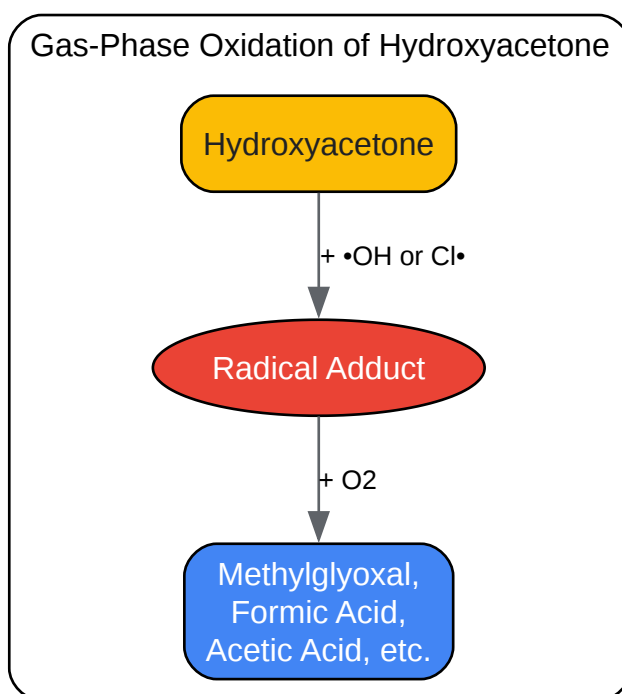 Gas-Phase Oxidation of Hydroxyacetone
Hydroxyacetone
+ •OH or Cl•
Radical Adduct
+ O2
Methylglyoxal,
Formic Acid,
Acetic Acid, etc.